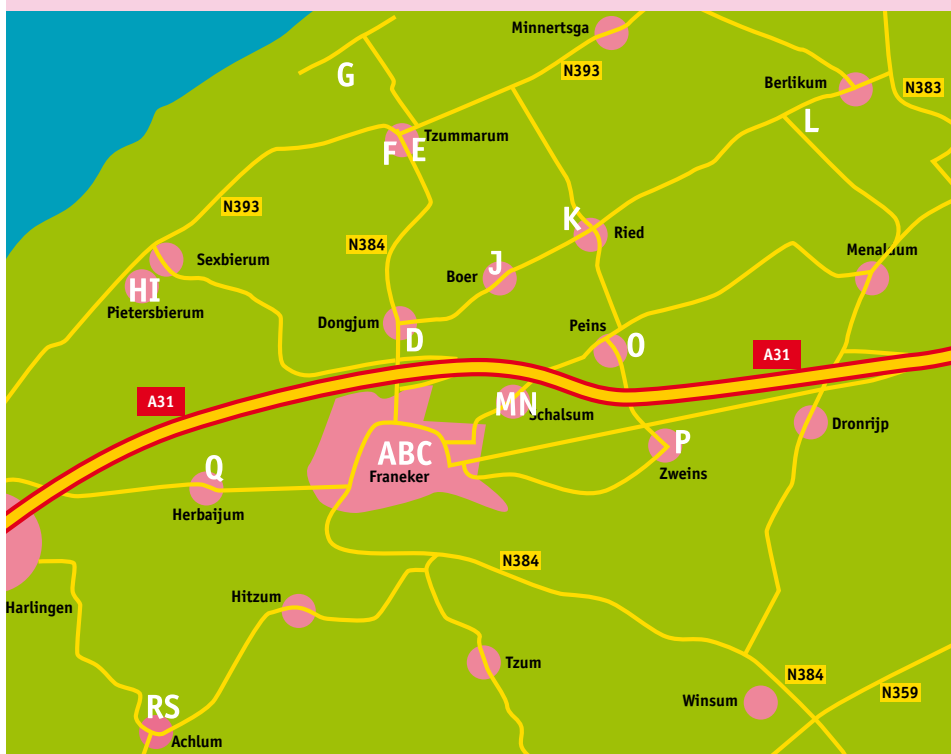 Minnertsga
N393
G
Berlikum
N383
L
F E
Tzummarum
N393
K
Ried
N384
Sexbierum
J
Boer
Menaldum
HI
Pietersbierum
Dongjum
D
Peins
O
A31
A31
MN
Schalsum
Dronrijp
ABC
Franeker
P
Zweins
Q
Herbaijum
N384
Harlingen
Hitzum
Tzum
N384
N359
Winsum
RS
Achlum